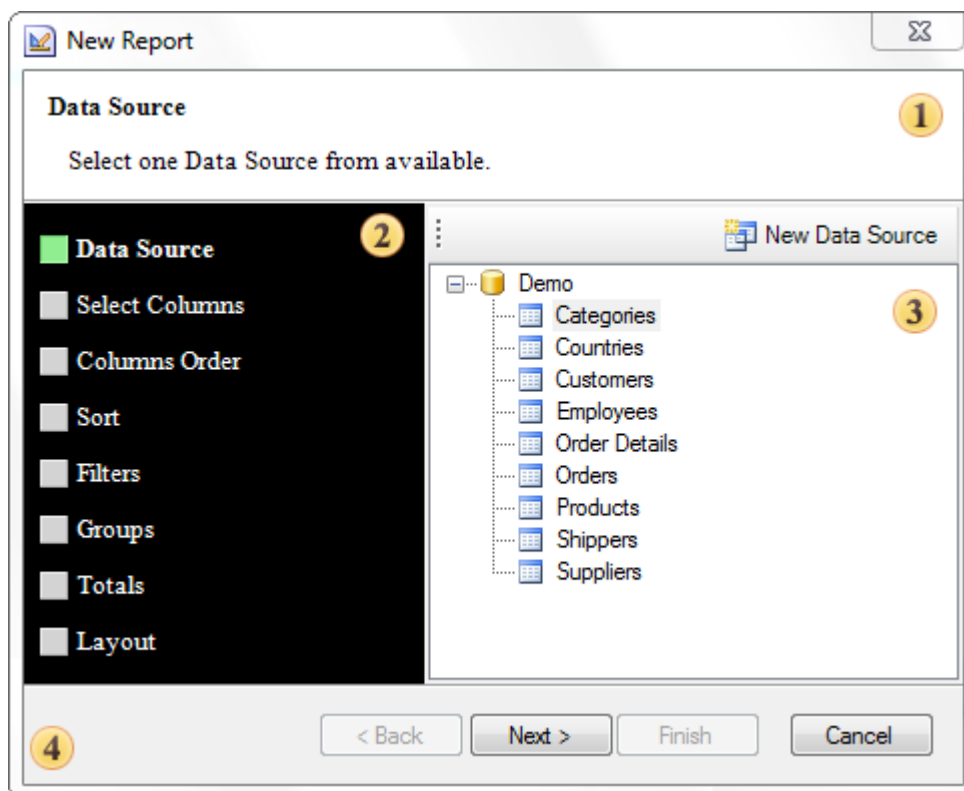 New Report
Data Source
1
Select one Data Source from available.
2
Data Source
Select Columns
Columns Order
Sort
Filters
Groups
Totals
Layout
New Data Source
3
Demo
Categories
Countries
Customers
Employees
Order Details
Orders
Products
Shippers
Suppliers
4
< Back Next > Finish Cancel